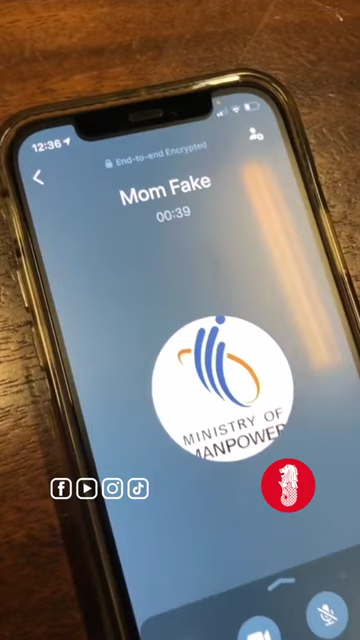 12:36
End-to-end Encrypted
Mom Fake
00:39
MINISTRY OF
MANPOWER